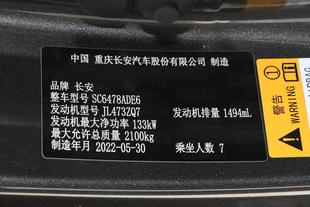 中国 重庆长安汽车股份有限公司 制造
品牌 长安
整车型号 SC6478ADE6
发动机型号 JL473ZQ7 发动机排量 1494mL
发动机最大净功率 133kW
最大允许总质量 2100kg
制造年月 2022-05-30 乘坐人数 7
警告
WARNING
AIRBAG